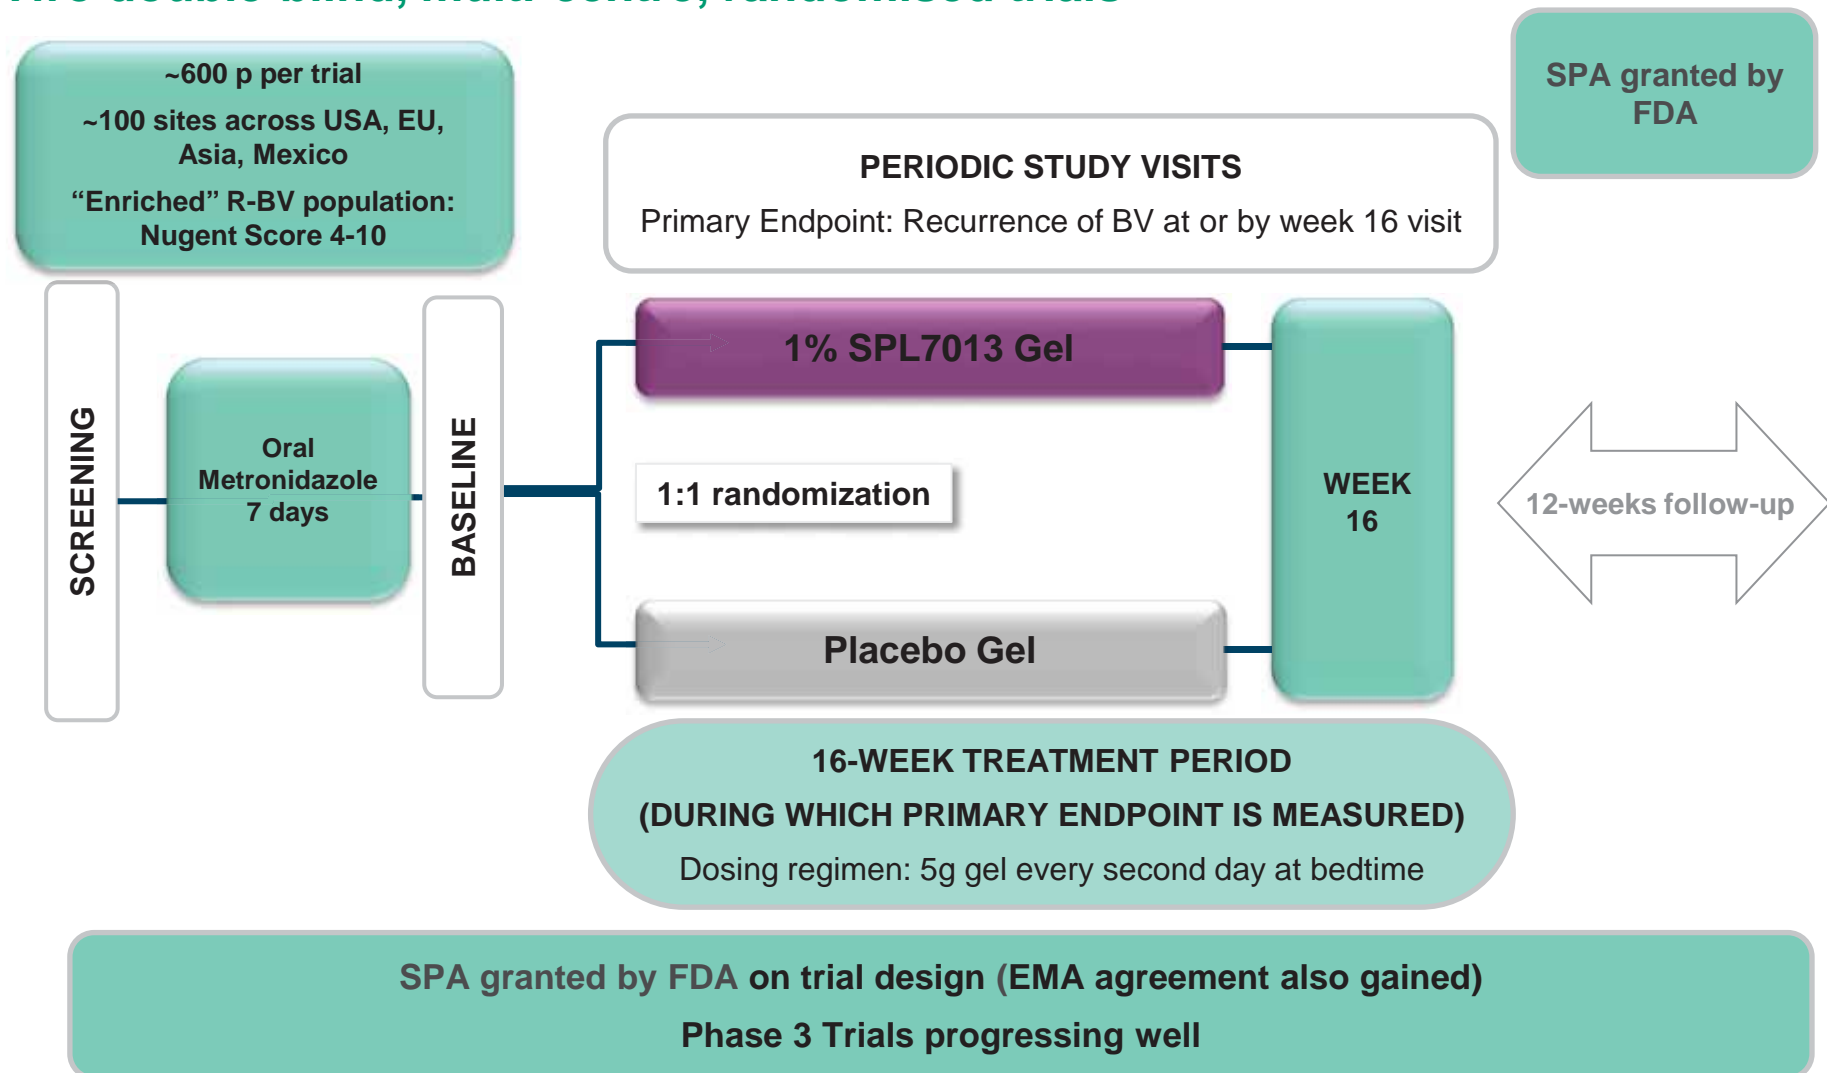 ~600 p per trial
~100 sites across USA, EU,
Asia, Mexico
“Enriched” R-BV population:
Nugent Score 4-10
SPA granted by
FDA
PERIODIC STUDY VISITS
Primary Endpoint: Recurrence of BV at or by week 16 visit
SCREENING
Oral
Metronidazole
7 days
BASELINE
1% SPL7013 Gel
1:1 randomization
Placebo Gel
WEEK
16
12-weeks follow-up
16-WEEK TREATMENT PERIOD
(DURING WHICH PRIMARY ENDPOINT IS MEASURED)
Dosing regimen: 5g gel every second day at bedtime
SPA granted by FDA on trial design (EMA agreement also gained)
Phase 3 Trials progressing well